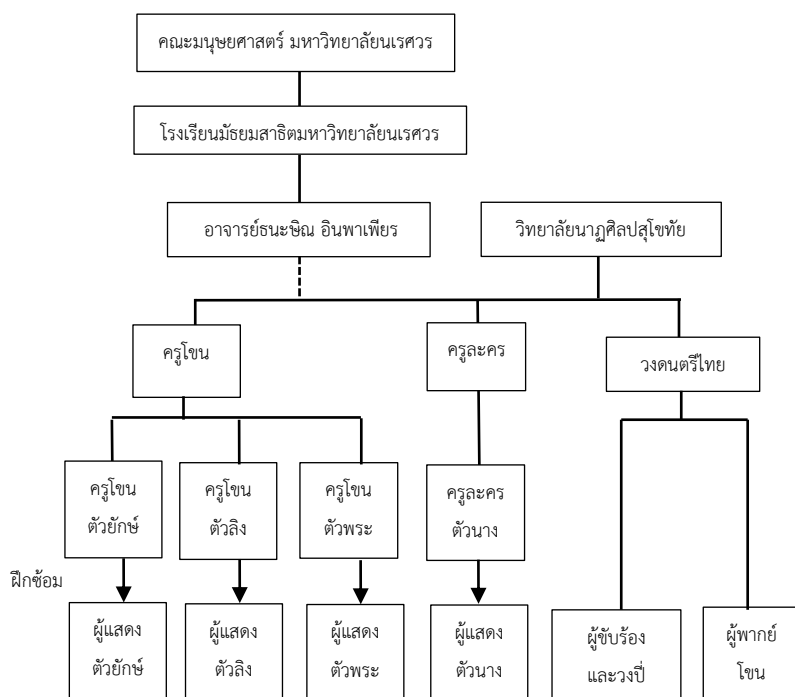 คณะมนุษยศาสตร์ มหาวิทยาลัยนเรศวร
โรงเรียนมัธยมสาธิตมหาวิทยาลัยนเรศวร
อาจารย์ธนะษิณ อินพาเพียร
วิทยาลัยนาฏศิลปสุโขทัย
ครูโขน
ครูละคร
วงดนตรีไทย
ครูโขน
ตัวยักษ์
ครูโขน
ตัวลิง
ครูโขน
ตัวพระ
ครูละคร
ตัวนาง
ฝึกซ้อม
ผู้แสดง
ตัวยักษ์
ผู้แสดง
ตัวลิง
ผู้แสดง
ตัวพระ
ผู้แสดง
ตัวนาง
ผู้ขับร้อง
และวงปี่
ผู้พากย์
โขน